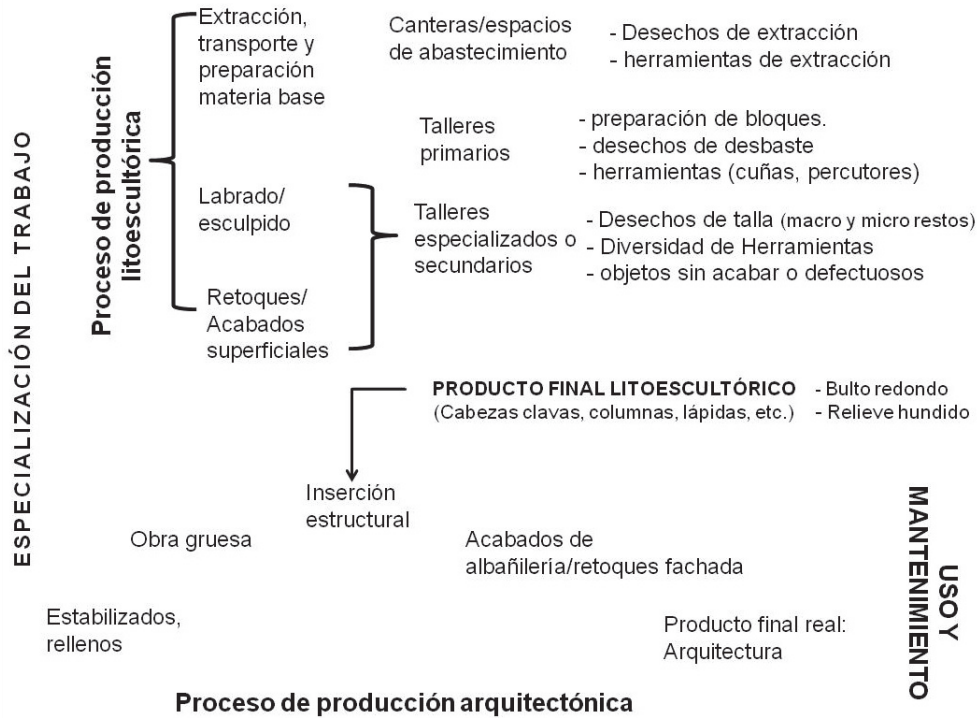 ESPECIALIZACIÓN DEL TRABAJO
Proceso de producción
litoescultórica
Extracción,
transporte y
preparación
materia base
Canteras/espacios
de abastecimiento
- Desechos de extracción
- herramientas de extracción
Talleres
primarios
- preparación de bloques.
- desechos de desbaste
- herramientas (cuñas, percutores)
Labrado/
esculpido
Talleres
especializados o
secundarios
- Desechos de talla (macro y micro restos)
- Diversidad de Herramientas
- objetos sin acabar o defectuosos
Retoques/
Acabados
superficiales
PRODUCTO FINAL LITOESCULTÓRICO
(Cabezas clavas, columnas, lápidas, etc.)
- Bulto redondo
- Relieve hundido
Inserción
estructural
Obra gruesa
Acabados de
albañilería/retoques fachada
Estabilizados,
rellenos
Producto final real:
Arquitectura
USO Y
MANTENIMIENTO
Proceso de producción arquitectónica